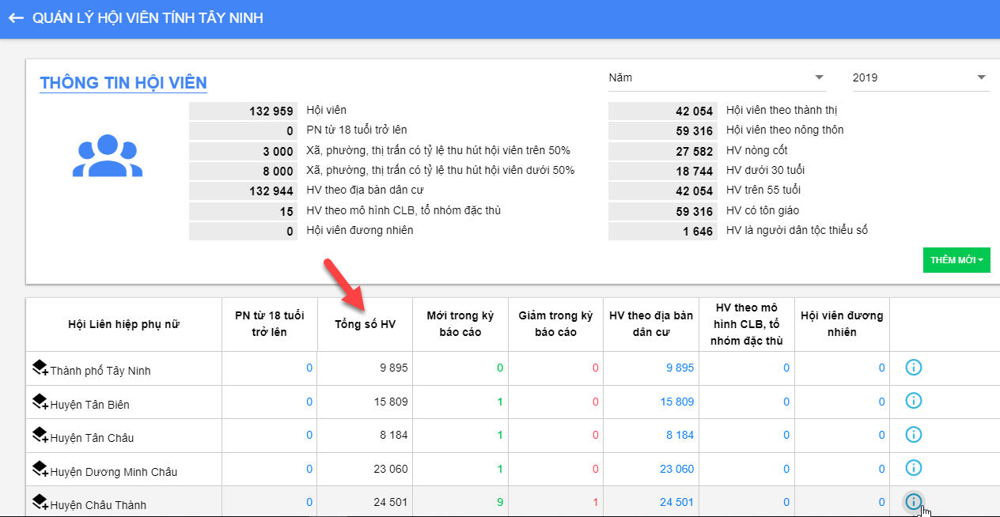 QUẢN LÝ HỘI VIÊN TỈNH TÂY NINH
THÔNG TIN HỘI VIÊN
Năm
2019
132 959 Hội viên
0 PN từ 18 tuổi trở lên
3 000 Xã, phường, thị trấn có tỷ lệ thu hút hội viên trên 50%
8 000 Xã, phường, thị trấn có tỷ lệ thu hút hội viên dưới 50%
132 944 HV theo địa bàn dân cư
15 HV theo mô hình CLB, tổ nhóm đặc thù
0 Hội viên đương nhiên
42 054 Hội viên theo thành thị
59 316 Hội viên theo nông thôn
27 582 HV nòng cốt
18 744 HV dưới 30 tuổi
42 054 HV trên 55 tuổi
59 316 HV có tôn giáo
1 646 HV là người dân tộc thiểu số
THÊM MỚI
Hội Liên hiệp phụ nữ
PN từ 18 tuổi
trở lên
Tổng số HV
Mới trong kỳ
báo cáo
Giảm trong kỳ
báo cáo
HV theo địa bàn
dân cư
HV theo mô
hình CLB, tổ
nhóm đặc thù
Hội viên đương
nhiên
Thành phố Tây Ninh 0 9 895 0 0 9 895 0 0
Huyện Tân Biên 0 15 809 1 0 15 809 0 0
Huyện Tân Châu 0 8 184 1 0 8 184 0 0
Huyện Dương Minh Châu 0 23 060 1 0 23 060 0 0
Huyện Châu Thành 0 24 501 9 1 24 501 0 0